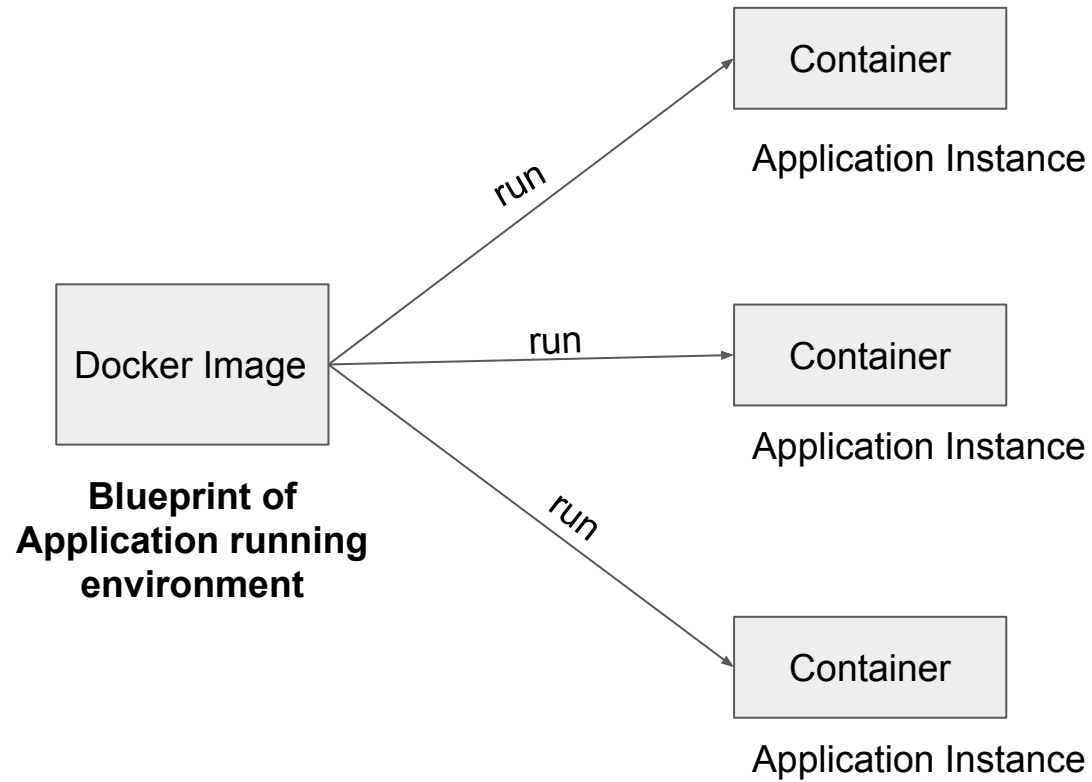 Container
Application Instance
run
Docker Image
run
Container
Blueprint of
Application running
environment
Application Instance
run
Container
Application Instance